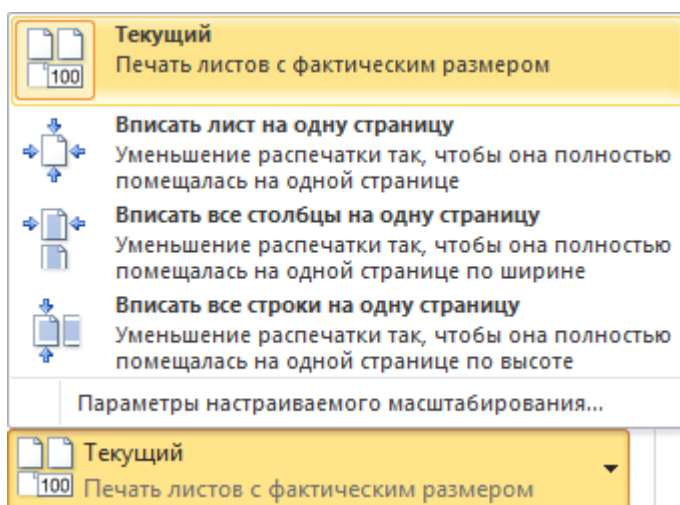 Текущий
Печать листов с фактическим размером
100
Вписать лист на одну страницу
Уменьшение распечатки так, чтобы она полностью
помещалась на одной странице
Вписать все столбцы на одну страницу
Уменьшение распечатки так, чтобы она полностью
помещалась на одной странице по ширине
Вписать все строки на одну страницу
Уменьшение распечатки так, чтобы она полностью
помещалась на одной странице по высоте
Параметры настраиваемого масштабирования...
Текущий
100 Печать листов с фактическим размером